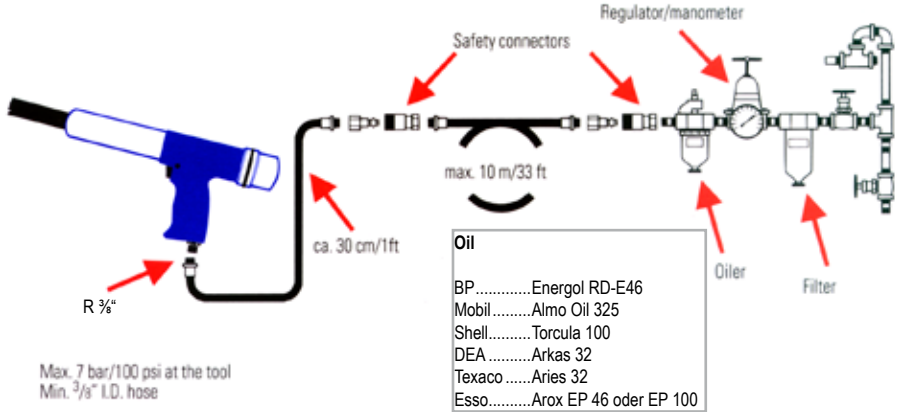 Regulator/manometer
Safety connectors
max. 10 m/33 ft
ca. 30 cm/1ft
Oiler
Filter
R ⅜“
Oil
BP.............Energol RD-E46
Mobil.........Almo Oil 325
Shell..........Torcula 100
DEA ..........Arkas 32
Texaco ......Aries 32
Esso..........Arox EP 46 oder EP 100
Max. 7 bar/100 psi at the tool
Min. 3/8" I.D. hose